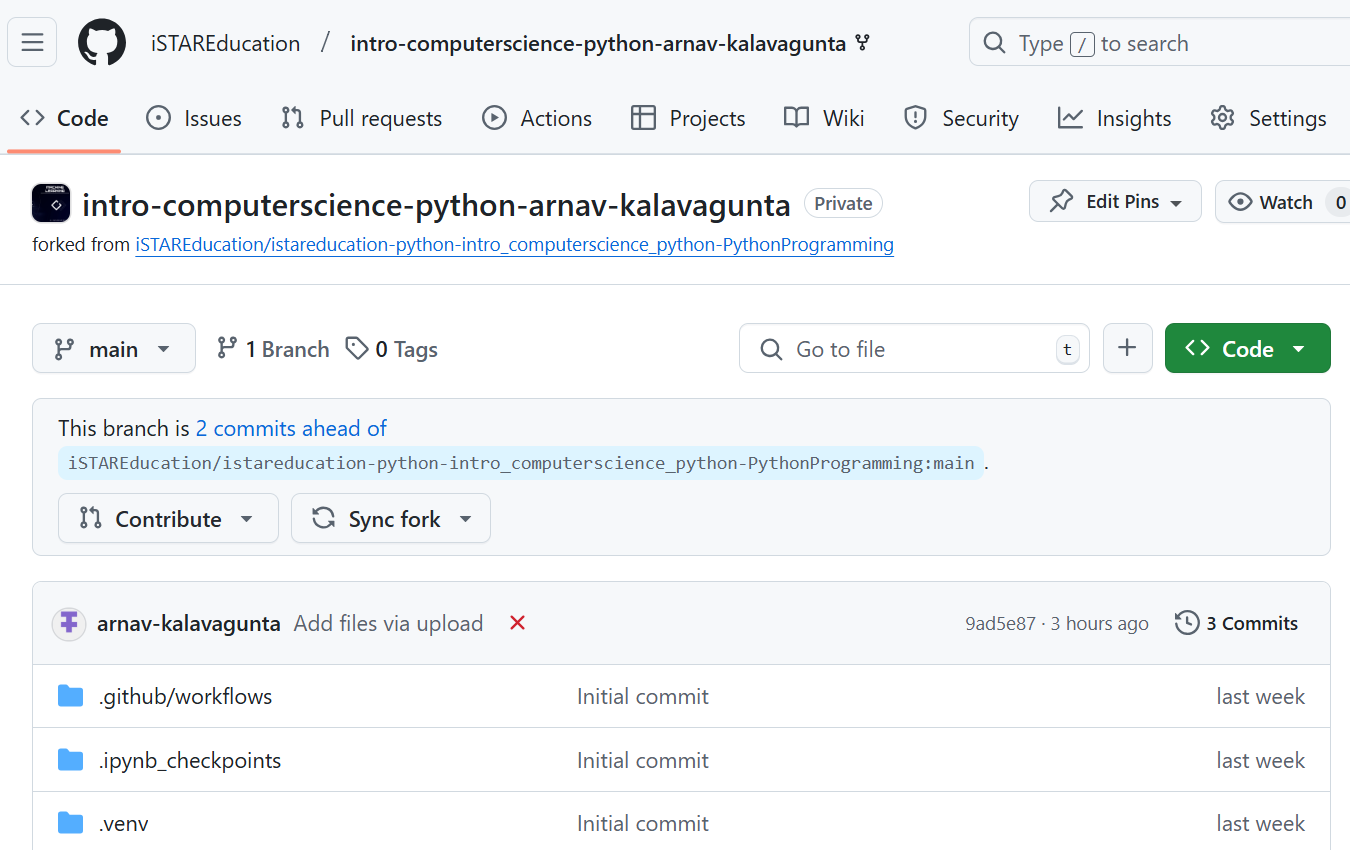 iSTAREducation / intro-computerscience-python-arnav-kalavagunta
Type / to search
Code Issues Pull requests Actions Projects Wiki Security Insights Settings
intro-computerscience-python-arnav-kalavagunta Private Edit Pins Watch 0
forked from iSTAREducation/istareducation-python-intro_computerscience_python-PythonProgramming
main 1 Branch 0 Tags Go to file t + Code
This branch is 2 commits ahead of
iSTAREducation/istareducation-python-intro_computerscience_python-PythonProgramming:main .
Contribute Sync fork
arnav-kalavagunta Add files via upload 9ad5e87 · 3 hours ago 3 Commits
.github/workflows Initial commit last week
.ipynb_checkpoints Initial commit last week
.venv Initial commit last week